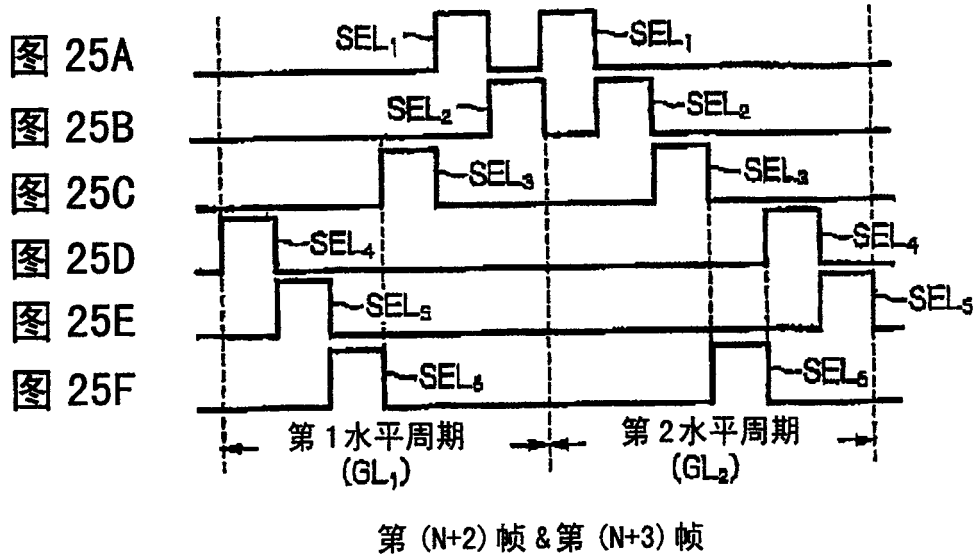 图 25A SEL₁ SEL₁
图 25B SEL₂ SEL₂
图 25C SEL₃ SEL₃
图 25D SEL₄ SEL₄
图 25E SEL₅ SEL₅
图 25F SEL₆ SEL₆
第1水平周期 第2水平周期
(GL₁) (GL₂)
第 (N+2) 帧 & 第 (N+3) 帧